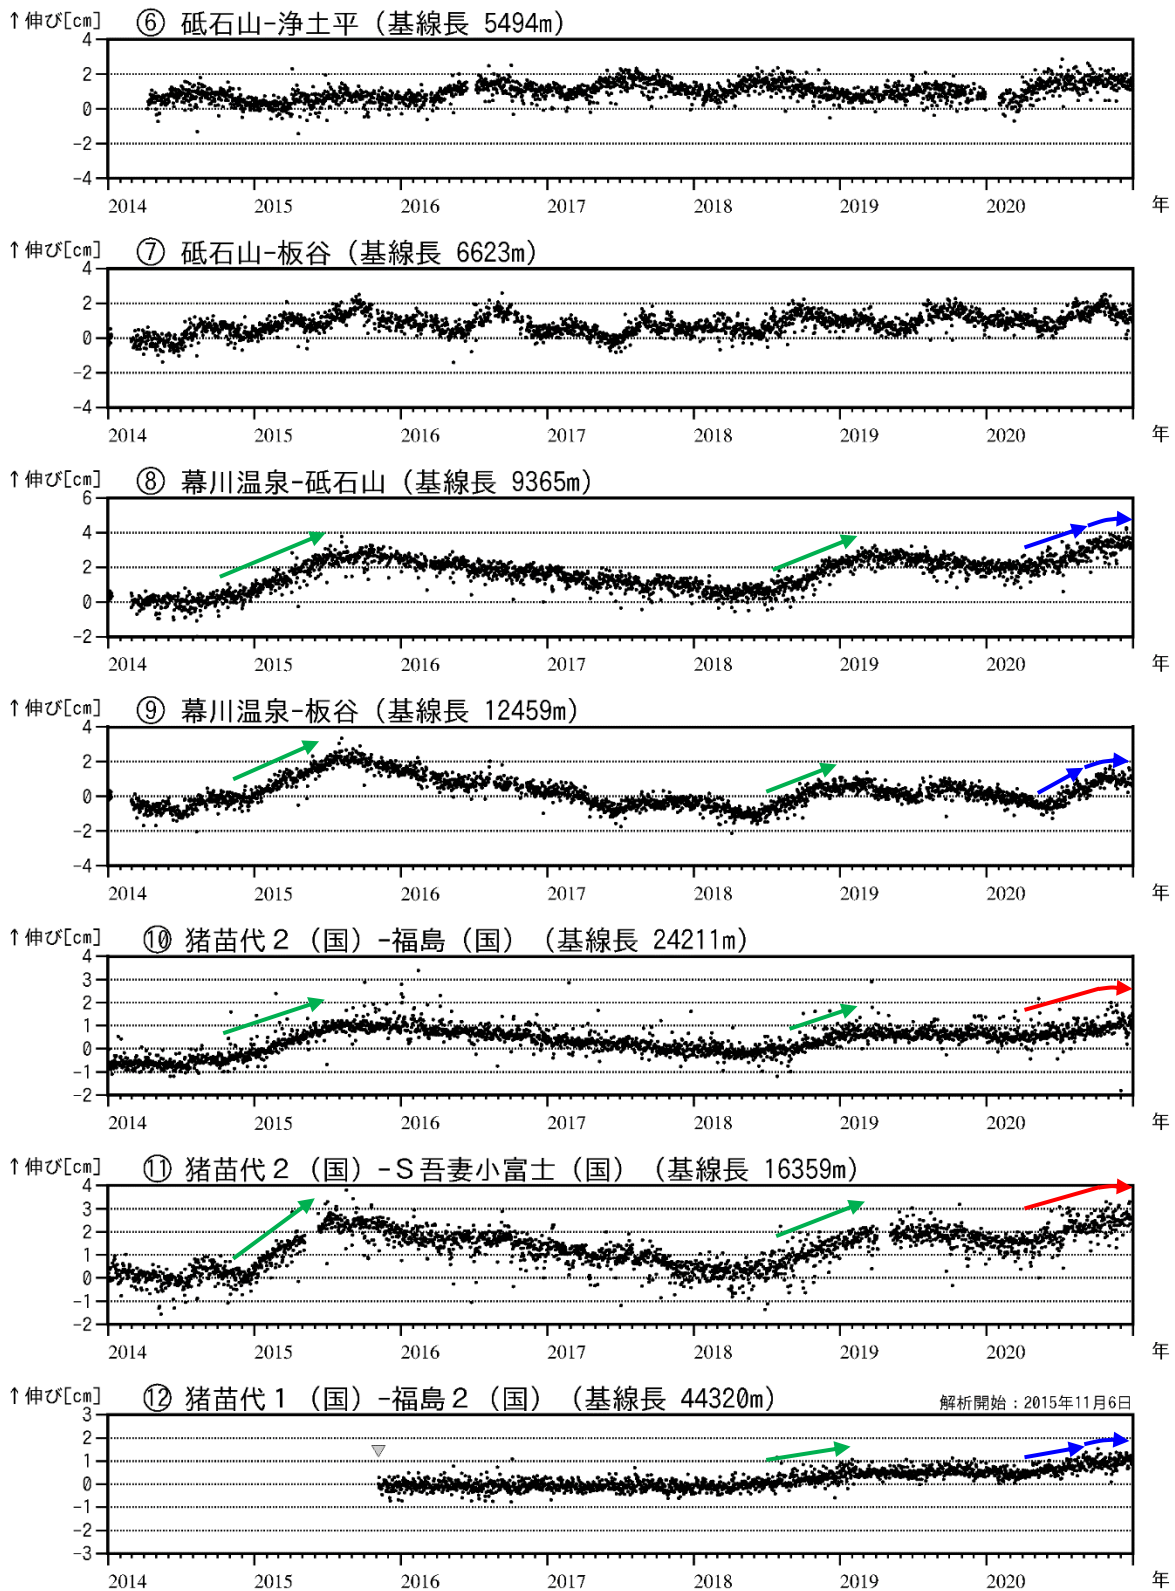 ↑伸び[cm] ⑥ 砥石山-浄土平（基線長 5494m）
4
2
0
-2
-4
2014 2015 2016 2017 2018 2019 2020 年
↑伸び[cm] ⑦ 砥石山-板谷（基線長 6623m）
4
2
0
-2
-4
2014 2015 2016 2017 2018 2019 2020 年
↑伸び[cm] ⑧ 幕川温泉-砥石山（基線長 9365m）
6
4
2
0
-2
2014 2015 2016 2017 2018 2019 2020 年
↑伸び[cm] ⑨ 幕川温泉-板谷（基線長 12459m）
4
2
0
-2
-4
2014 2015 2016 2017 2018 2019 2020 年
↑伸び[cm] ⑩ 猪苗代２（国）-福島（国）（基線長 24211m）
4
3
2
1
0
-1
-2
2014 2015 2016 2017 2018 2019 2020 年
↑伸び[cm] ⑪ 猪苗代２（国）-Ｓ吾妻小富士（国）（基線長 16359m）
4
3
2
1
0
-1
-2
2014 2015 2016 2017 2018 2019 2020 年
↑伸び[cm] ⑫ 猪苗代１（国）-福島２（国）（基線長 44320m） 解析開始：2015年11月6日
3
2
1
0
-1
-2
-3
2014 2015 2016 2017 2018 2019 2020 年